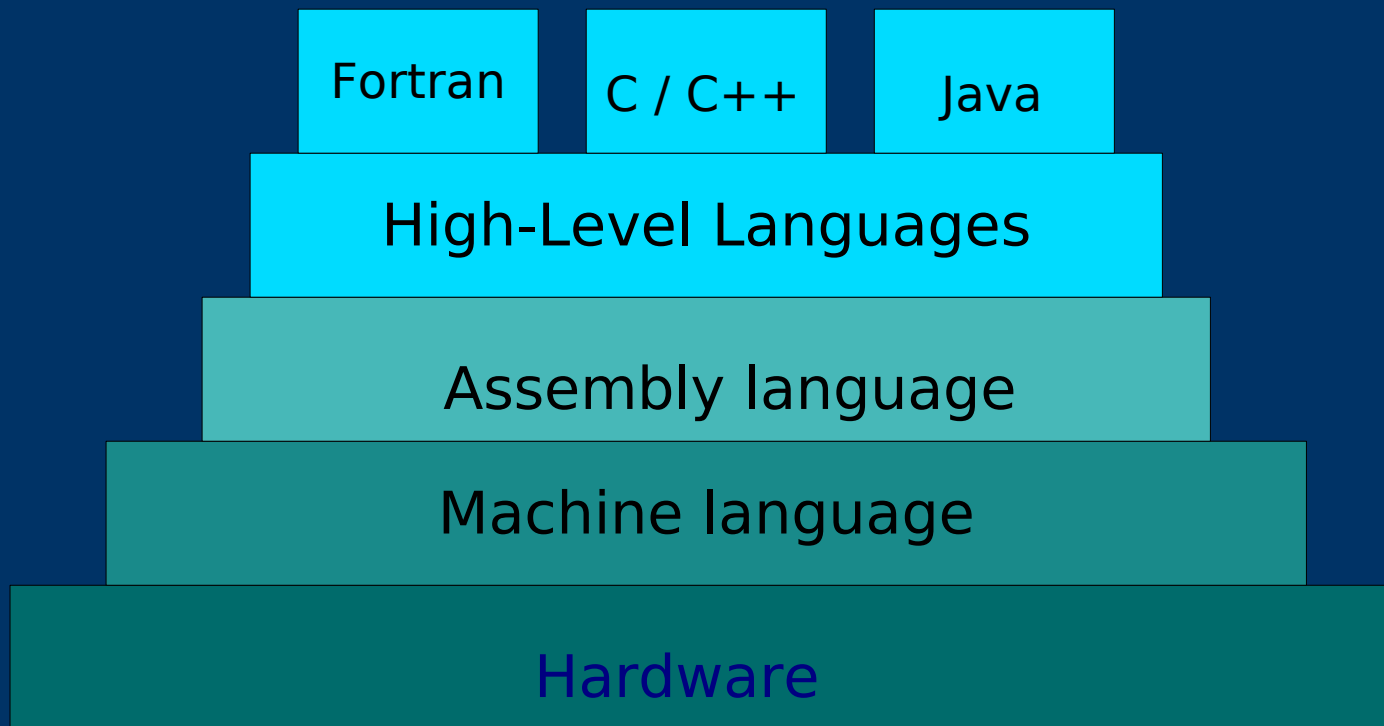 Fortran
C / C++
Java
High-Level Languages
Assembly language
Machine language
Hardware